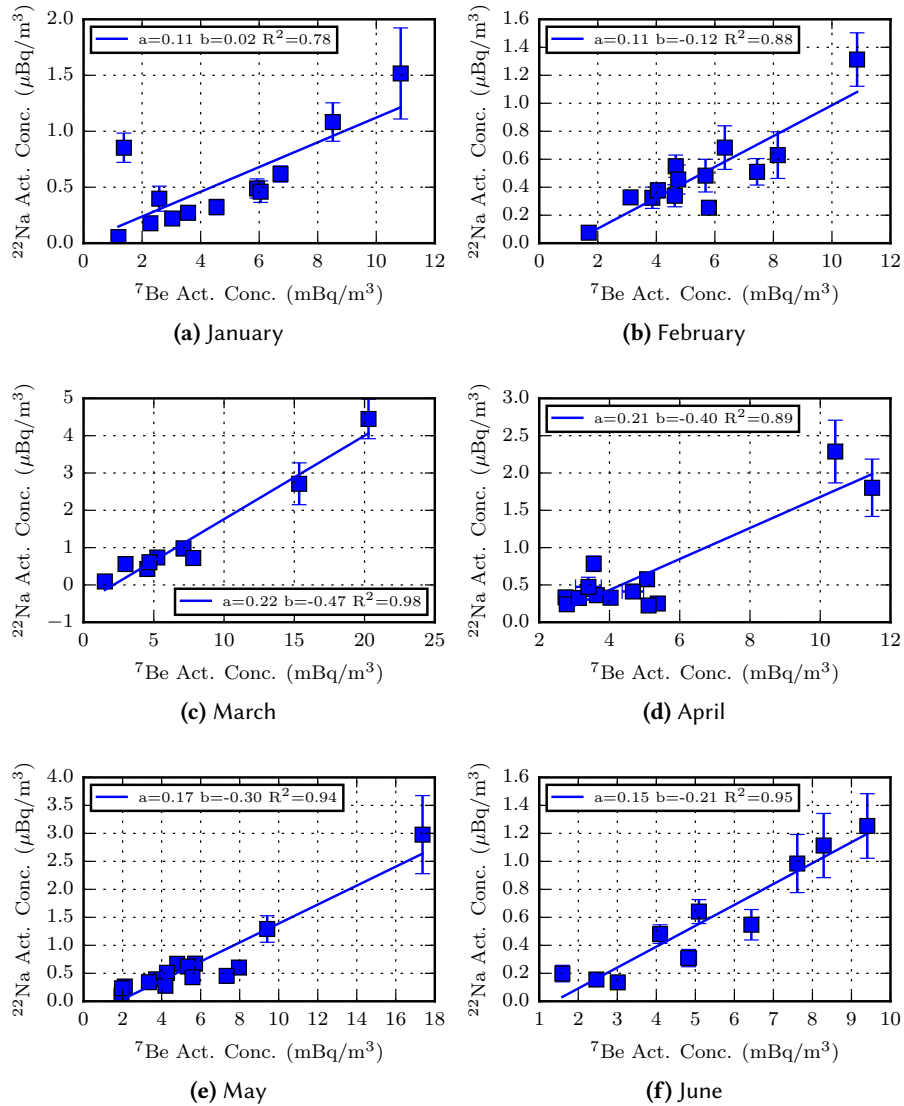 a=0.11 b=0.02 R²=0.78
²²Na Act. Conc. (μBq/m³)
2.0
1.5
1.0
0.5
0.0
0 2 4 6 8 10 12
⁷Be Act. Conc. (mBq/m³)
(a) January
a=0.11 b=-0.12 R²=0.88
²²Na Act. Conc. (μBq/m³)
1.6
1.4
1.2
1.0
0.8
0.6
0.4
0.2
0.0
0 2 4 6 8 10 12
⁷Be Act. Conc. (mBq/m³)
(b) February
²²Na Act. Conc. (μBq/m³)
5
4
3
2
1
0
−1
a=0.22 b=-0.47 R²=0.98
0 5 10 15 20 25
⁷Be Act. Conc. (mBq/m³)
(c) March
a=0.21 b=-0.40 R²=0.89
²²Na Act. Conc. (μBq/m³)
3.0
2.5
2.0
1.5
1.0
0.5
0.0
2 4 6 8 10 12
⁷Be Act. Conc. (mBq/m³)
(d) April
a=0.17 b=-0.30 R²=0.94
²²Na Act. Conc. (μBq/m³)
4.0
3.5
3.0
2.5
2.0
1.5
1.0
0.5
0.0
0 2 4 6 8 10 12 14 16 18
⁷Be Act. Conc. (mBq/m³)
(e) May
a=0.15 b=-0.21 R²=0.95
²²Na Act. Conc. (μBq/m³)
1.6
1.4
1.2
1.0
0.8
0.6
0.4
0.2
0.0
1 2 3 4 5 6 7 8 9 10
⁷Be Act. Conc. (mBq/m³)
(f) June